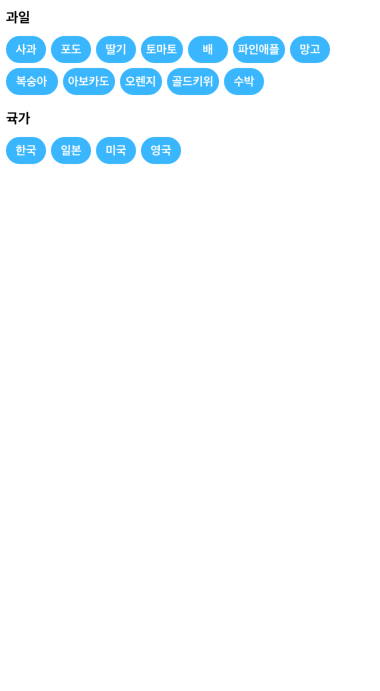 과일
사과 포도 딸기 토마토 배 파인애플 망고
복숭아 아보카도 오렌지 골드키위 수박
국가
한국 일본 미국 영국